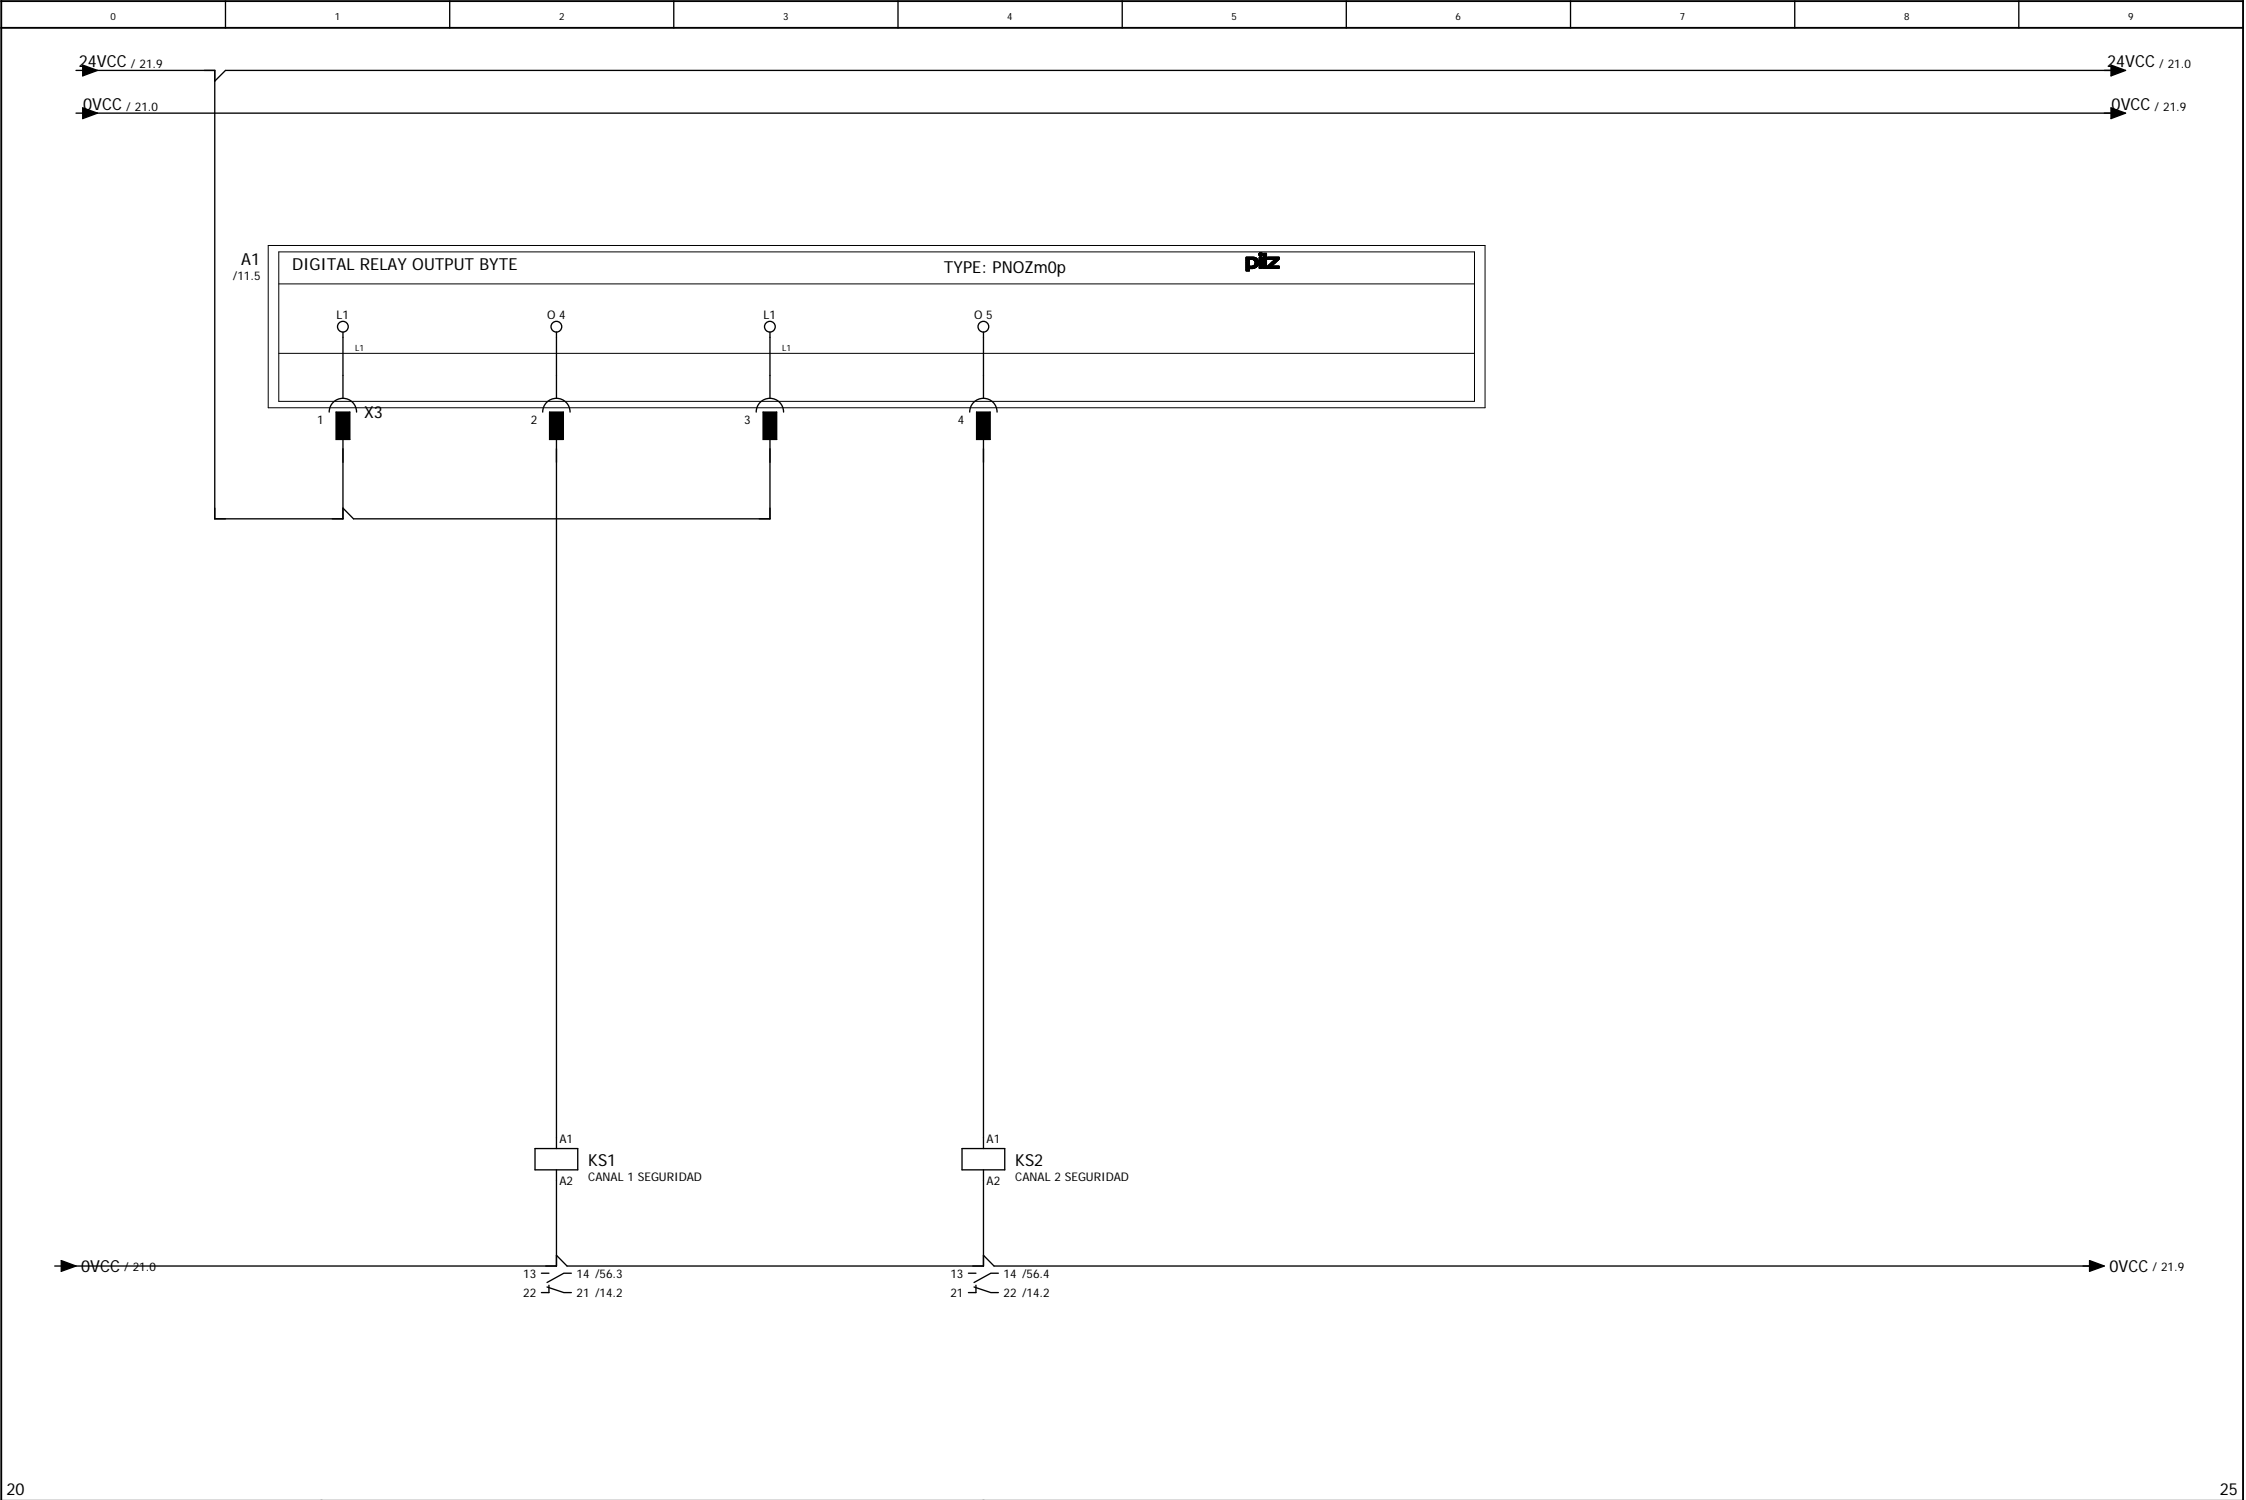 0 1 2 3 4 5 6 7 8 9
24VCC / 21.9
24VCC / 21.0
0VCC / 21.0
0VCC / 21.9
A1
/11.5
DIGITAL RELAY OUTPUT BYTE
TYPE: PNOZm0p
pilz
L1
O 4
L1
O 5
L1
L1
1
X3
2
3
4
A1
KS1
CANAL 1 SEGURIDAD
A2
A1
KS2
CANAL 2 SEGURIDAD
A2
0VCC / 21.0
0VCC / 21.9
13 14 /56.3
22 21 /14.2
13 14 /56.4
21 22 /14.2
20
25